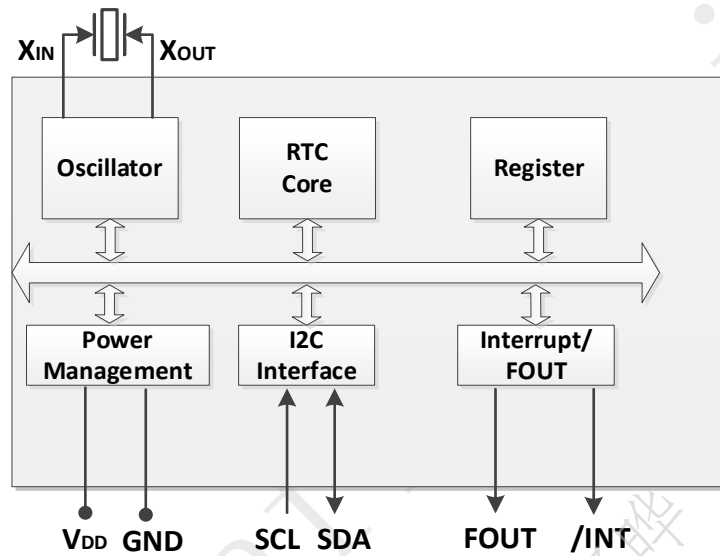 XIN XOUT
Oscillator
RTC
Core
Register
Power
Management
I2C
Interface
Interrupt/
FOUT
VDD GND SCL SDA FOUT /INT